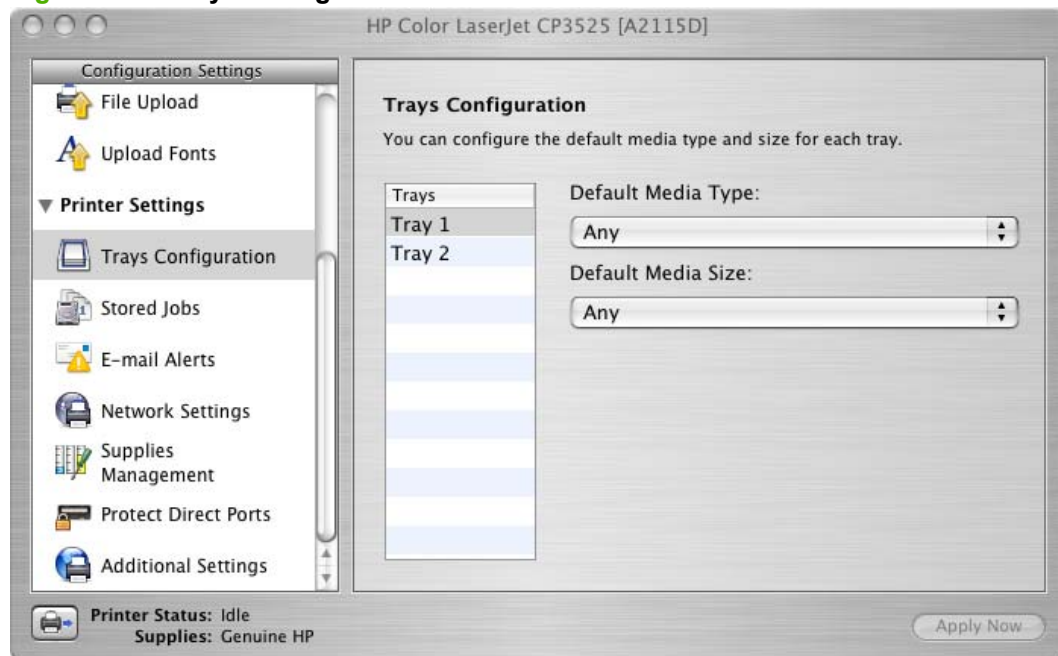 HP Color LaserJet CP3525 [A2115D]
Configuration Settings
File Upload
Upload Fonts
Printer Settings
Trays Configuration
Stored Jobs
E-mail Alerts
Network Settings
Supplies
Management
Protect Direct Ports
Additional Settings
Trays Configuration
You can configure the default media type and size for each tray.
Trays
Tray 1
Tray 2
Default Media Type:
Any
Default Media Size:
Any
Printer Status: Idle
Supplies: Genuine HP
Apply Now